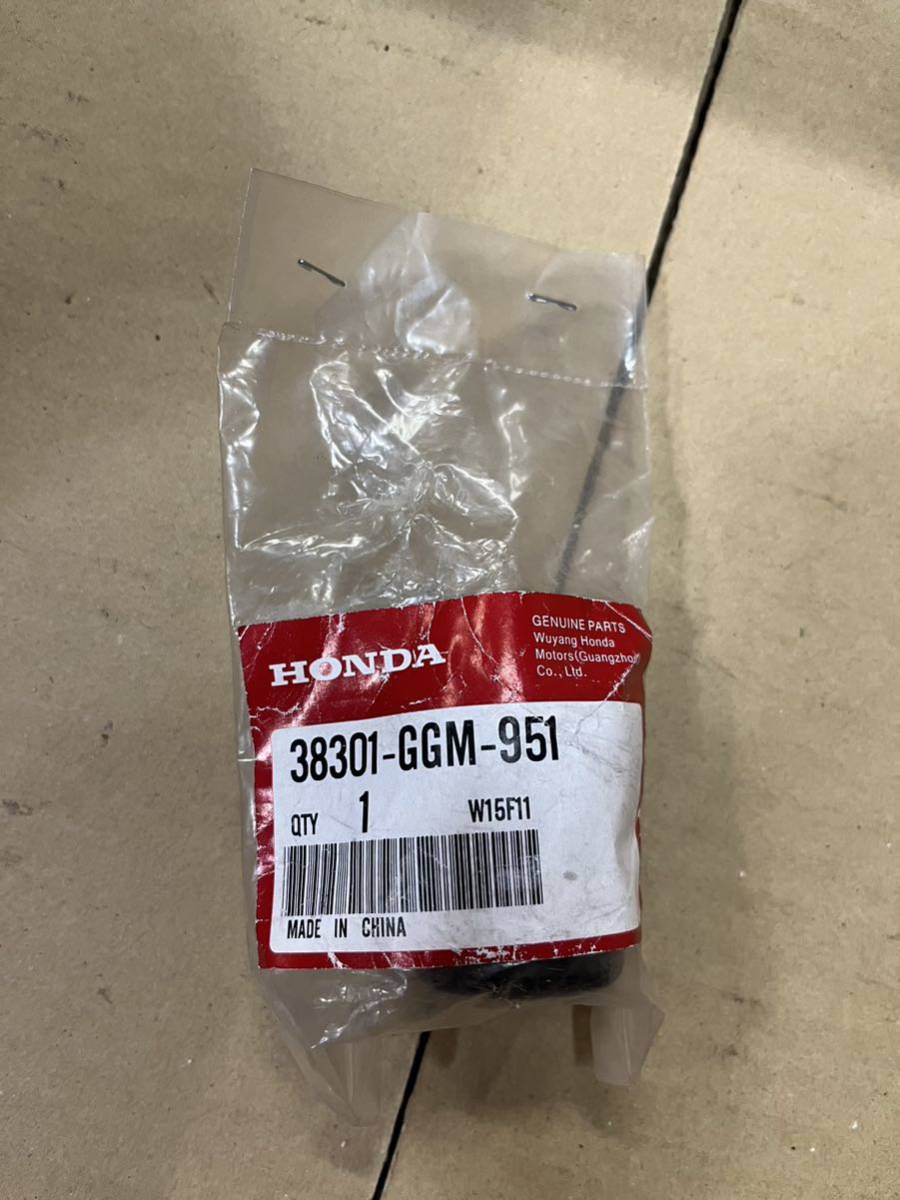 HONDA
GENUINE PARTS
Wuyang Honda
Motors(Guangzhou)
Co., Ltd.
38301-GGM-951
QTY 1 W15F11
MADE IN CHINA